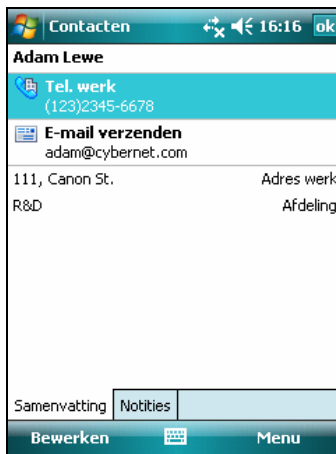 Contacten 16:16 ok
Adam Lewe
Tel. werk
(123)2345-6678
E-mail verzenden
adam@cybernet.com
111, Canon St. Adres werk
R&D Afdeling
Samenvatting Notities
Bewerken Menu